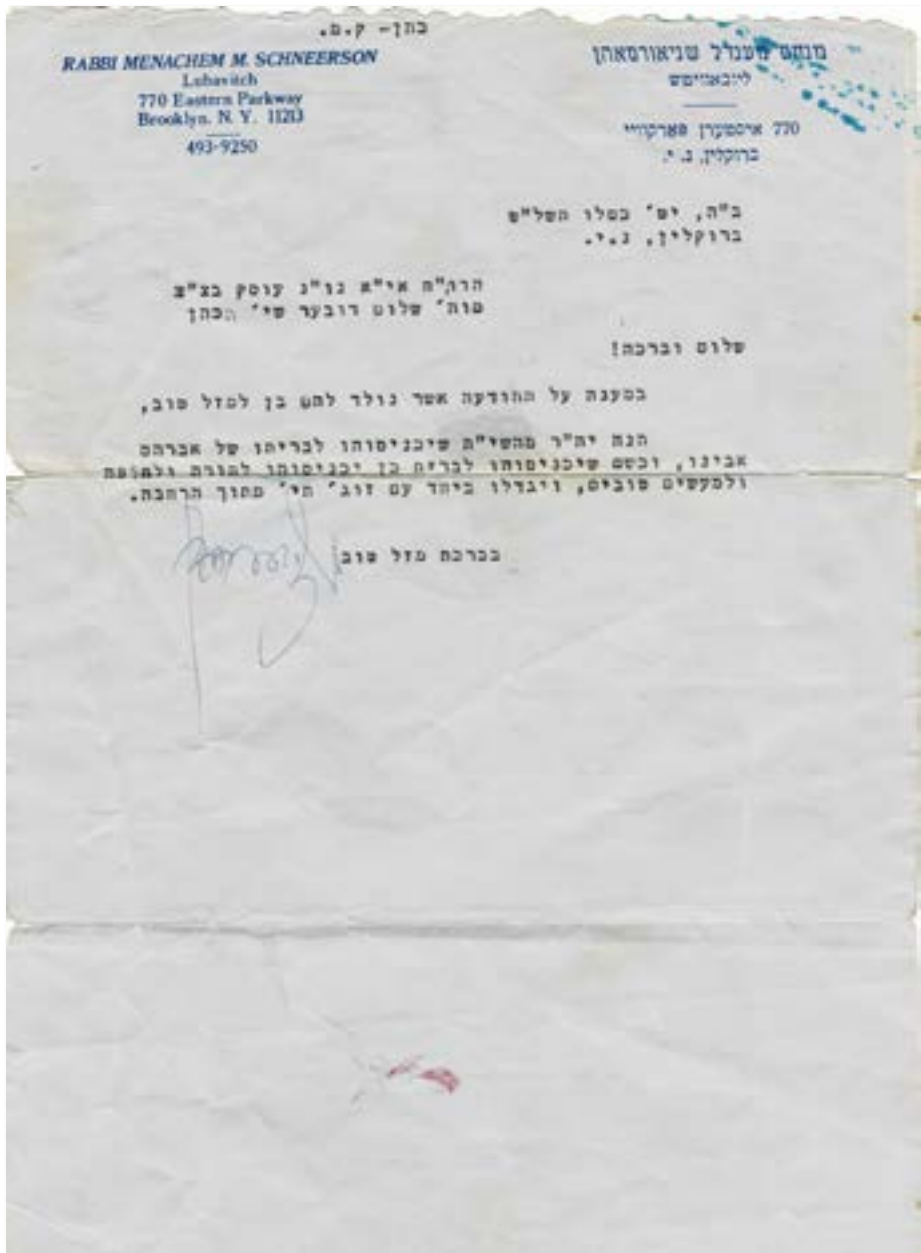 כהן- ק.ם.
RABBI MENACHEM M. SCHNEERSON
Lubavitch
770 Eastern Parkway
Brooklyn. N. Y. 11213
493-9250
מנחם מענדל שניאורסאהן
ליובאוויטש
770 איסטערן פארקוויי
ברוקלין, נ. י.
ב"ה, יט' כסלו תשל"ט
ברוקלין, נ.י.
הרה"ח אי"א נו"נ עוסק בצ"צ
מוה' שלום דובער שי' הכהן
שלום וברכה!
במענה על ההודעה אשר נולד להם בן למזל טוב,
הנה יה"ר מהשי"ת שיכניסוהו לבריתו של אברהם
אבינו, וכשם שיכניסוהו לברית כן יכניסוהו לתורה ולחופה
ולמעשים טובים, ויגדלו ביחד עם זוג' תי' מתוך הרחבה.
בברכת מזל טוב